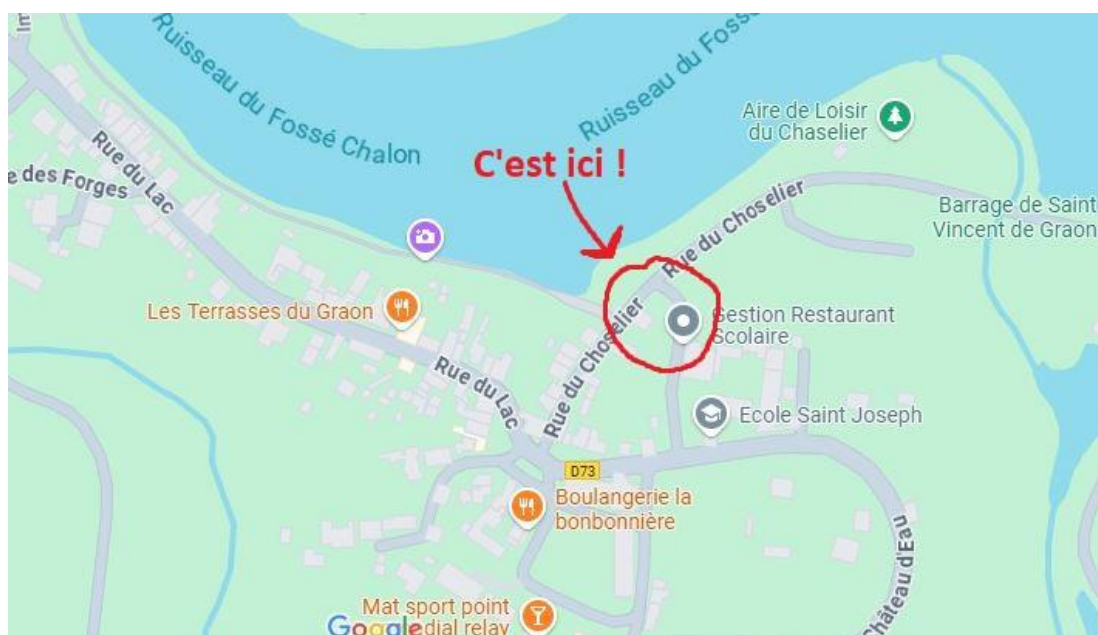 Im
Ruisseau du Fossé Chalon
Ruisseau du Foss
Aire de Loisir
du Chaselier
C'est ici !
Rue du Lac
e des Forges
Rue du Choselier
Barrage de Saint
Vincent de Graon
Les Terrasses du Graon
Gestion Restaurant
Scolaire
Rue du Choselier
Rue du Lac
Ecole Saint Joseph
D73
Boulangerie la
bonbonnière
Château d'Eau
Mat sport point
Google dial relay